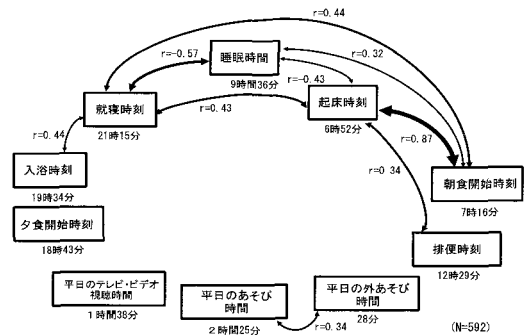 r=0.44
r=-0.57
睡眠時間
9時間36分
r=0.32
r=-0.43
就寝時刻
21時15分
r=0.43
起床時刻
6時52分
r=0.87
r=0.44
入浴時刻
19時34分
r=0.34
朝食開始時刻
7時16分
夕食開始時刻
18時43分
排便時刻
12時29分
平日のテレビ・ビデオ
視聴時間
1時間38分
平日のあそび
時間
2時間25分
平日の外あそび
時間
28分
r=0.34
(N=592)